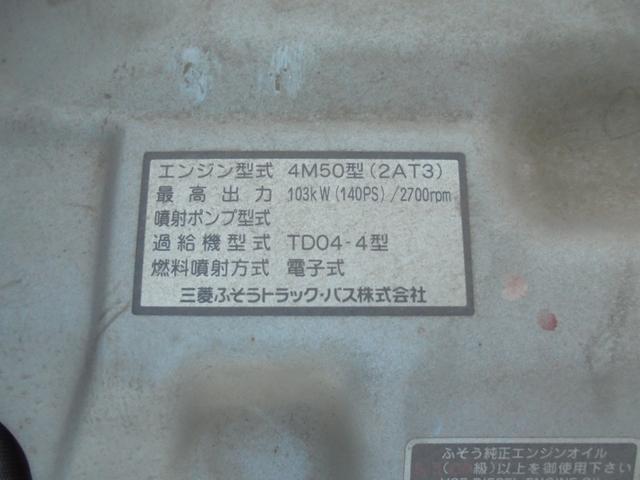 エンジン型式 4M50型(2AT3)
最高出力 103kW(140PS)/2700rpm
噴射ポンプ型式
過給機型式 TD04-4型
燃料噴射方式 電子式
三菱ふそうトラック・バス株式会社
ふそう純正エンジンオイル
級)以上を御使用下さい